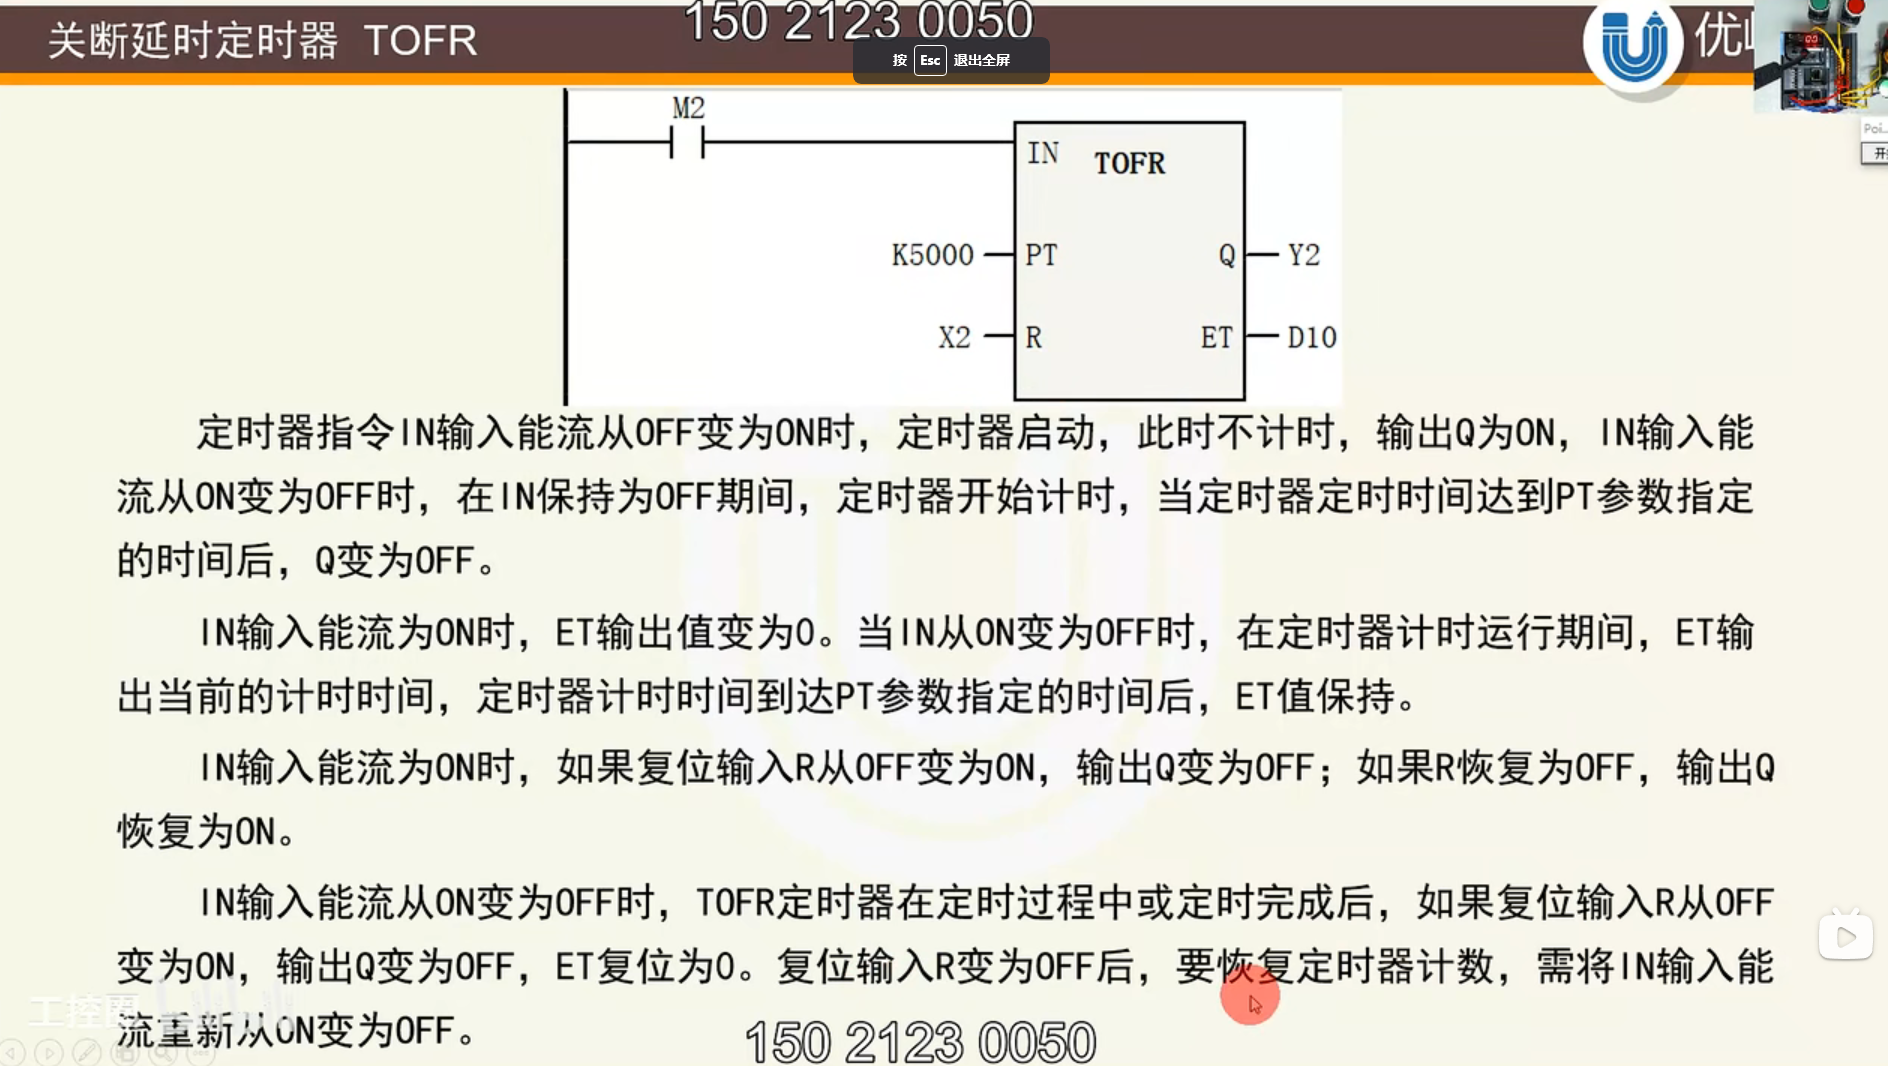 150 2123 0050
关断延时定时器 TOFR
优
按 Esc 退出全屏
Poi...
M2
IN TOFR
K5000 PT Q Y2
X2 R ET D10
定时器指令IN输入能流从OFF变为ON时，定时器启动，此时不计时，输出Q为ON，IN输入能
流从ON变为OFF时，在IN保持为OFF期间，定时器开始计时，当定时器定时时间达到PT参数指定
的时间后，Q变为OFF。
IN输入能流为ON时，ET输出值变为0。当IN从ON变为OFF时，在定时器计时运行期间，ET输
出当前的计时时间，定时器计时时间到达PT参数指定的时间后，ET值保持。
IN输入能流为ON时，如果复位输入R从OFF变为ON，输出Q变为OFF；如果R恢复为OFF，输出Q
恢复为ON。
IN输入能流从ON变为OFF时，TOFR定时器在定时过程中或定时完成后，如果复位输入R从OFF
变为ON，输出Q变为OFF，ET复位为0。复位输入R变为OFF后，要恢复定时器计数，需将IN输入能
流重新从ON变为OFF。
工控圈
150 2123 0050